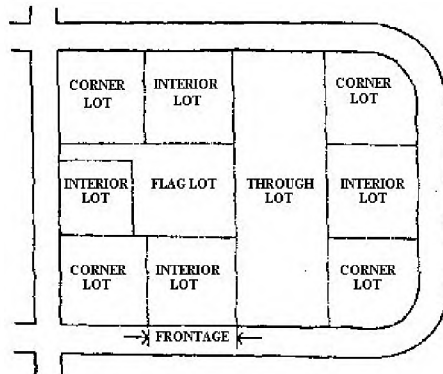 CORNER LOT
INTERIOR LOT
CORNER LOT
INTERIOR LOT
FLAG LOT
THROUGH LOT
INTERIOR LOT
CORNER LOT
INTERIOR LOT
CORNER LOT
FRONTAGE